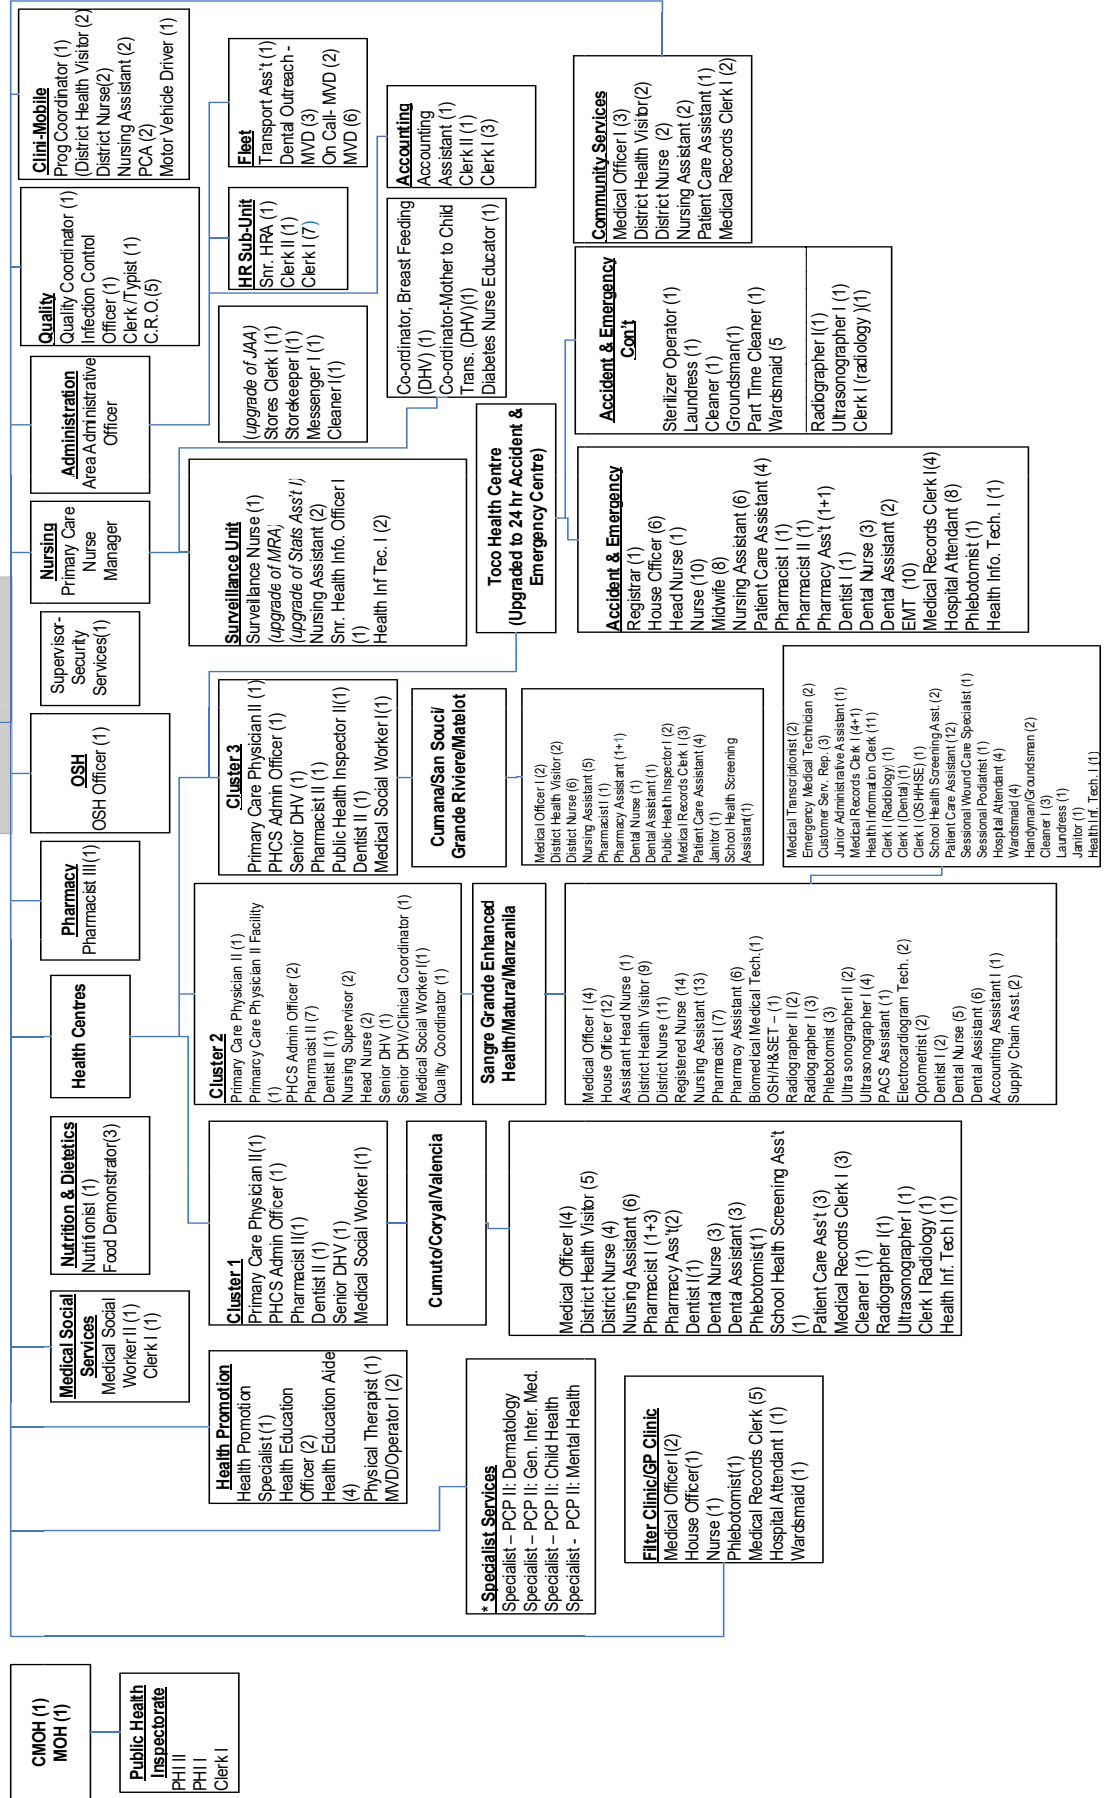 CMOH (1)
MOH (1)
Public Health
Inspectorate
PHI II
PHI I
Clerk I
Medical Social
Services
Medical Social
Worker II (1)
Clerk I (1)
Nutrition & Dietetics
Nutritionist (1)
Food Demonstrator(3)
Health Centres
Pharmacy
Pharmacist III(1)
OSH
OSH Officer (1)
Supervisor-
Security
Services(1)
Nursing
Primary Care
Nurse
Manager
Administration
Area Administrative
Officer
Quality
Quality Coordinator (1)
Infection Control
Officer (1)
Clerk /Typist (1)
C.R.O.(5)
Clini-Mobile
Prog Coordinator (1)
(District Health Visitor (2)
District Nurse(2)
Nursing Assistant (2)
PCA (2)
Motor Vehicle Driver (1)
Health Promotion
Health Promotion
Specialist (1)
Health Education
Officer (2)
Health Education Aide
(4)
Physical Therapist (1)
MVD/Operator I (2)
Cluster 1
Primary Care Physician II(1)
PHCS Admin Officer (1)
Pharmacist II(1)
Dentist II (1)
Senior DHV (1)
Medical Social Worker I(1)
Cluster 2
Primary Care Physician II (1)
Primarcy Care Physician II Facility
(1)
PHCS Admin Officer (2)
Pharmacist II (7)
Dentist II (1)
Nursing Supervisor (2)
Head Nurse (2)
Senior DHV (1)
Senior DHV/Clinical Coordinator (1)
Medical Social Worker I(1)
Quality Coordinator (1)
Cluster 3
Primary Care Physician II (1)
PHCS Admin Officer (1)
Senior DHV (1)
Pharmacist II (1)
Public Health Inspector II(1)
Dentist II (1)
Medical Social Worker I(1)
Surveillance Unit
Surveillance Nurse (1)
(upgrade of MRA)
(upgrade of Stats Ass't I)
Nursing Assistant (2)
Snr. Health Info. Officer I
(1)
Health Inf Tec. I (2)
(upgrade of JAA)
Stores Clerk I (1)
Storekeeper I(1)
Messenger I (1)
Cleaner I(1)
HR Sub-Unit
Snr. HRA (1)
Clerk II (1)
Clerk I (7)
Fleet
Transport Ass't (1)
Dental Outreach -
MVD (3)
On Call- MVD (2)
MVD (6)
Co-ordinator, Breast Feeding
(DHV) (1)
Co-ordinator-Mother to Child
Trans. (DHV)(1)
Diabetes Nurse Educator (1)
Accounting
Accounting
Assistant (1)
Clerk II (1)
Clerk I (3)
* Specialist Services
Specialist – PCP II: Dermatology
Specialist – PCP II: Gen. Inter. Med.
Specialist – PCP II: Child Health
Specialist - PCP II: Mental Health
Cumuto/Coryal/Valencia
Sangre Grande Enhanced
Health/Matura/Manzanila
Cumana/San Souci/
Grande Riviere/Matelot
Toco Health Centre
(Upgraded to 24 hr Accident &
Emergency Centre)
Filter Clinic/GP Clinic
Medical Officer I(2)
House Officer(1)
Nurse (1)
Phlebotomist(1)
Medical Records Clerk (5)
Hospital Attendant I (1)
Wardsmaid (1)
Medical Officer I(4)
District Health Visitor (5)
District Nurse (4)
Nursing Assistant (6)
Pharmacist I (1+3)
Pharmacy Ass't(2)
Dentist I(1)
Dental Nurse (3)
Dental Assistant (3)
Phlebotomist(1)
School Health Screening Ass't
(1)
Patient Care Ass't (3)
Medical Records Clerk I (3)
Cleaner I (1)
Radiographer I(1)
Ultrasonographer I (1)
Clerk I Radiology (1)
Health Inf. Tech I (1)
Medical Officer I (4)
House Officer (12)
Assistant Head Nurse (1)
District Health Visitor (9)
District Nurse (11)
Registered Nurse (14)
Nursing Assistant (13)
Pharmacist I (7)
Pharmacy Assistant (6)
Biomedical Medical Tech.(1)
OSH/H&SET – (1)
Radiographer II (2)
Radiographer I (3)
Phlebotomist (3)
Ultra sonographer II (2)
Ultrasonographer I (4)
PACS Assistant (1)
Electrocardiogram Tech. (2)
Optometrist (2)
Dentist I (2)
Dental Nurse (5)
Dental Assistant (6)
Accounting Assistant I (1)
Supply Chain Asst.(2)
Medical Officer I (2)
District Health Visitor(2)
District Nurse (6)
Nursing Assistant (5)
Pharmacist I (1)
Pharmacy Assistant (1+1)
Dental Nurse (1)
Dental Assistant (1)
Public Health Inspector I (2)
Medical Records Clerk I (3)
Patient Care Assistant (4)
Janitor (1)
School Health Screening
Assistant(1)
Medical Transcriptionist (2)
Emergency Medical Technician (2)
Customer Serv. Rep. (3)
Junior Administrative Assistant (1)
Medical Records Clerk I (4+1)
Health Information Clerk (11)
Clerk I (Radiology) (1)
Clerk I (Dental) (1)
Clerk I (OSH/HSE) (1)
School Health Screening Asst. (2)
Patient Care Assistant (12)
Sessional Wound Care Specialist (1)
Sessional Podiatrist (1)
Hospital Attendant (4)
Wardsmaid (4)
Handyman/Groundsman (2)
Cleaner I (3)
Laundress (1)
Janitor (1)
Health Inf. Tech. I (1)
Accident & Emergency
Registrar (1)
House Officer (6)
Head Nurse (1)
Nurse (10)
Midwife (8)
Nursing Assistant (6)
Patient Care Assistant (4)
Pharmacist I (1)
Pharmacist II (1)
Pharmacy Ass't (1+1)
Dentist I (1)
Dental Nurse (3)
Dental Assistant (2)
EMT (10)
Medical Records Clerk I(4)
Hospital Attendant (8)
Phlebotomist (1)
Health Info. Tech. I (1)
Accident & Emergency
Con't
Sterilizer Operator (1)
Laundress (1)
Cleaner (1)
Groundsman(1)
Part Time Cleaner (1)
Wardsmaid (5
Radiographer I(1)
Ultrasonographer I (1)
Clerk I (radiology )(1)
Community Services
Medical Officer I (3)
District Health Visitor(2)
District Nurse (2)
Nursing Assistant (2)
Patient Care Assistant (1)
Medical Records Clerk I (2)